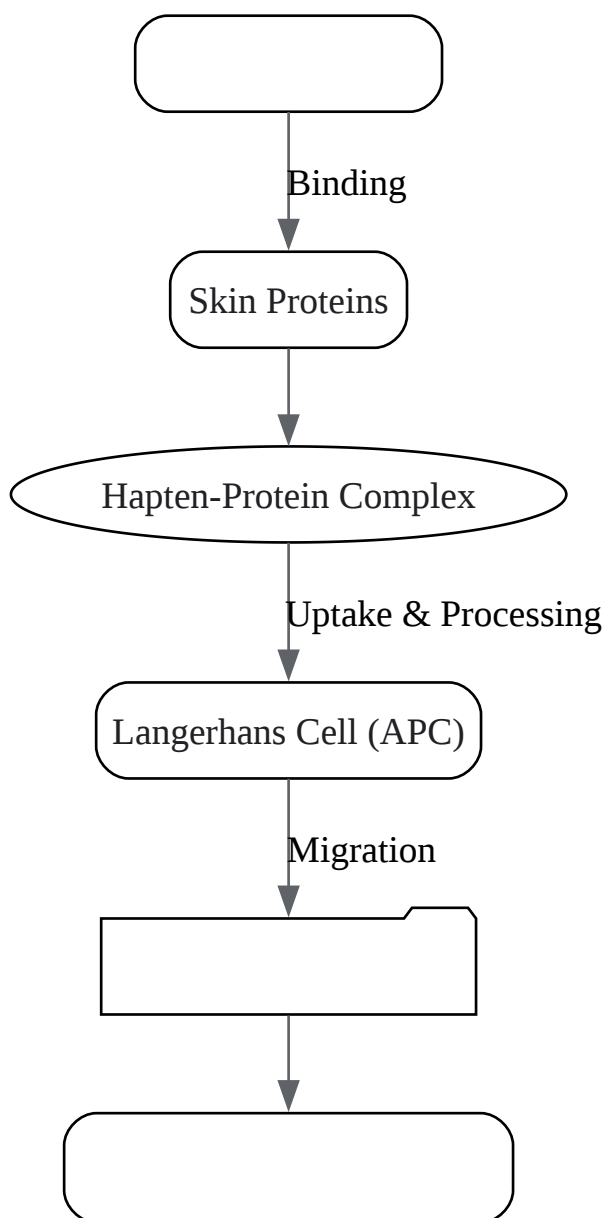 Binding
Skin Proteins
Hapten-Protein Complex
Uptake & Processing
Langerhans Cell (APC)
Migration